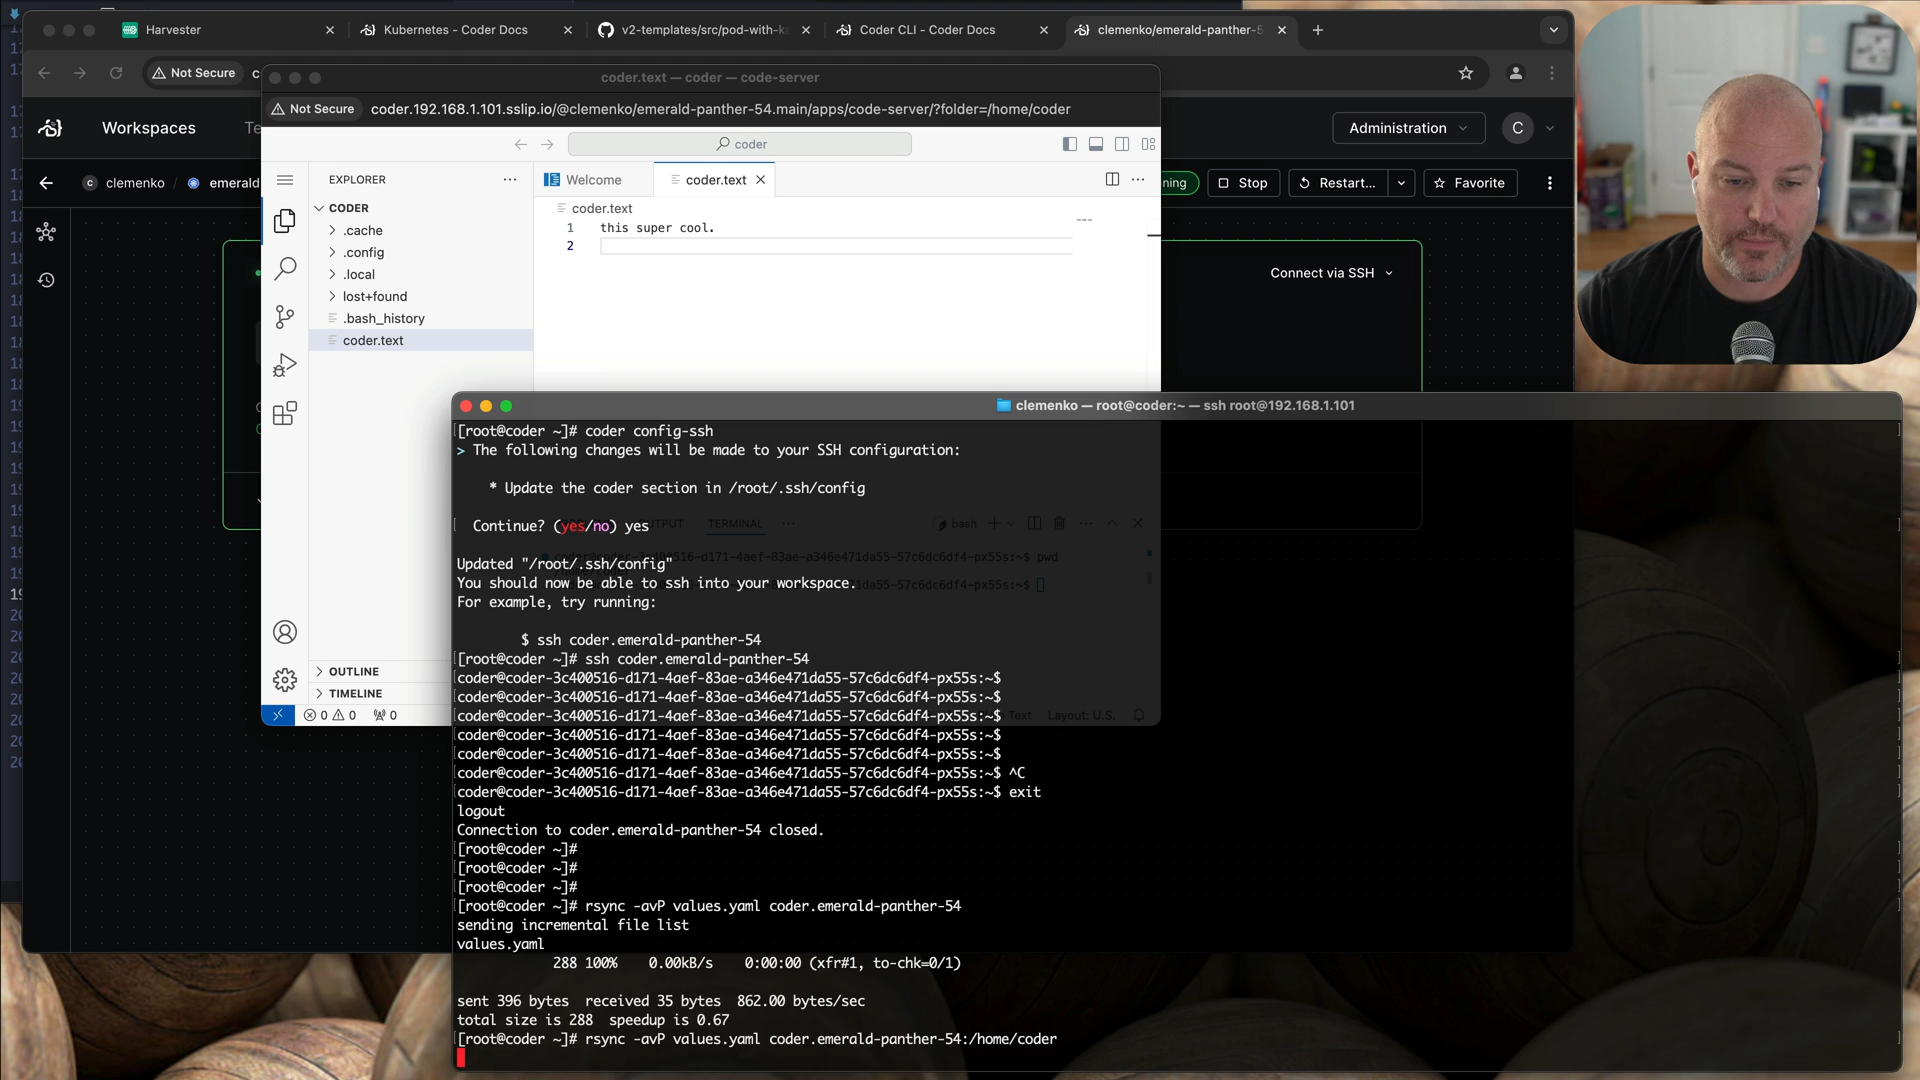 Harvester
Kubernetes - Coder Docs
v2-templates/src/pod-with-k
Coder CLI - Coder Docs
clemenko/emerald-panther-5
Not Secure
coder.text — coder — code-server
Not Secure
coder.192.168.1.101.sslip.io/@clemenko/emerald-panther-54.main/apps/code-server/?folder=/home/coder
Workspaces
Te
Administration
C
coder
clemenko / emerald
ning
Stop
Restart...
Favorite
Connect via SSH
EXPLORER
CODER
.cache
.config
.local
lost+found
.bash_history
coder.text
OUTLINE
TIMELINE
0 0 0
Welcome
coder.text
coder.text
1 this super cool.
2
TERMINAL
bash
Layout: U.S.
clemenko — root@coder:~ — ssh root@192.168.1.101
[root@coder ~]# coder config-ssh
> The following changes will be made to your SSH configuration:
* Update the coder section in /root/.ssh/config
Continue? (yes/no) yes
Updated "/root/.ssh/config"
You should now be able to ssh into your workspace.
For example, try running:
$ ssh coder.emerald-panther-54
[root@coder ~]# ssh coder.emerald-panther-54
coder@coder-3c400516-d171-4aef-83ae-a346e471da55-57c6dc6df4-px55s:~$
coder@coder-3c400516-d171-4aef-83ae-a346e471da55-57c6dc6df4-px55s:~$
coder@coder-3c400516-d171-4aef-83ae-a346e471da55-57c6dc6df4-px55s:~$
coder@coder-3c400516-d171-4aef-83ae-a346e471da55-57c6dc6df4-px55s:~$
coder@coder-3c400516-d171-4aef-83ae-a346e471da55-57c6dc6df4-px55s:~$
coder@coder-3c400516-d171-4aef-83ae-a346e471da55-57c6dc6df4-px55s:~$ ^C
coder@coder-3c400516-d171-4aef-83ae-a346e471da55-57c6dc6df4-px55s:~$ exit
logout
Connection to coder.emerald-panther-54 closed.
[root@coder ~]#
[root@coder ~]#
[root@coder ~]#
[root@coder ~]# rsync -avP values.yaml coder.emerald-panther-54
sending incremental file list
values.yaml
288 100% 0.00kB/s 0:00:00 (xfr#1, to-chk=0/1)
sent 396 bytes received 35 bytes 862.00 bytes/sec
total size is 288 speedup is 0.67
[root@coder ~]# rsync -avP values.yaml coder.emerald-panther-54:/home/coder